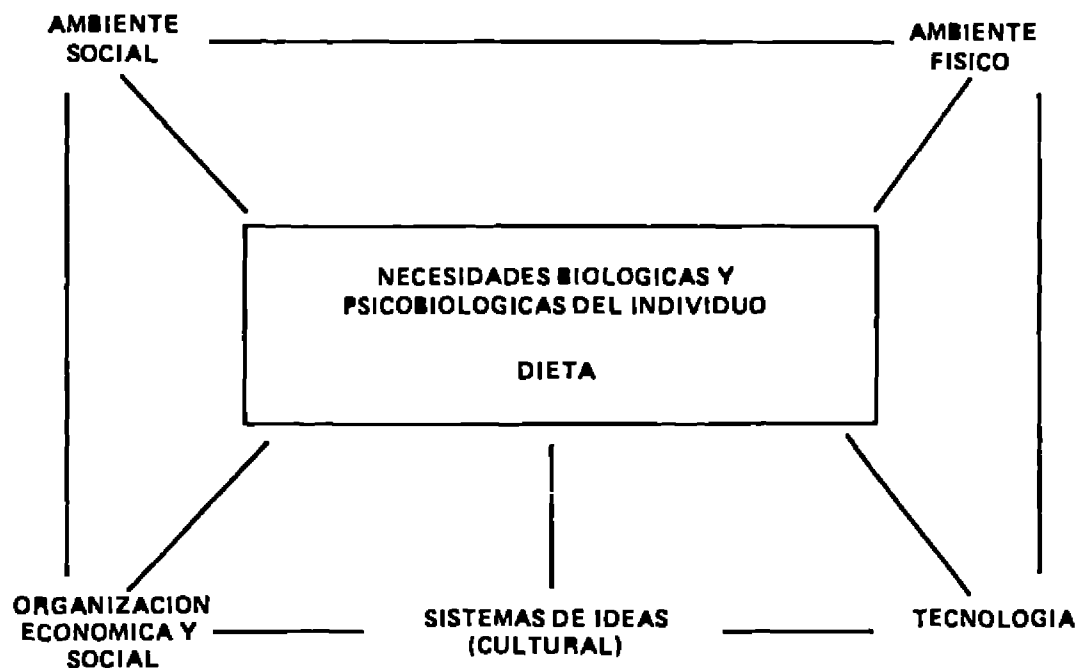 AMBIENTE
SOCIAL
AMBIENTE
FISICO
NECESIDADES BIOLOGICAS Y
PSICOBIOLOGICAS DEL INDIVIDUO
DIETA
ORGANIZACION
ECONOMICA Y
SOCIAL
SISTEMAS DE IDEAS
(CULTURAL)
TECNOLOGIA